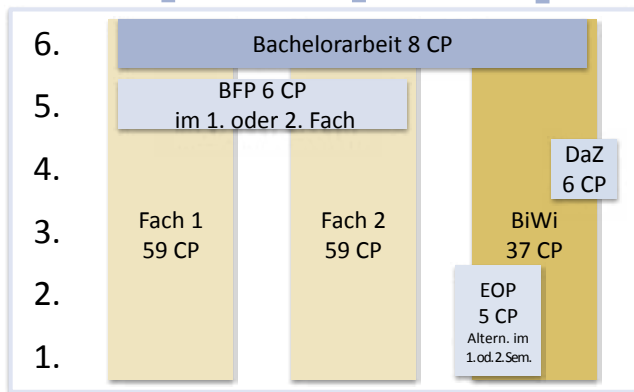 6.
Bachelorarbeit 8 CP
5.
BFP 6 CP
im 1. oder 2. Fach
4.
DaZ
6 CP
3.
Fach 1
59 CP
Fach 2
59 CP
BiWi
37 CP
2.
EOP
5 CP
Altern. im
1.od.2.Sem.
1.